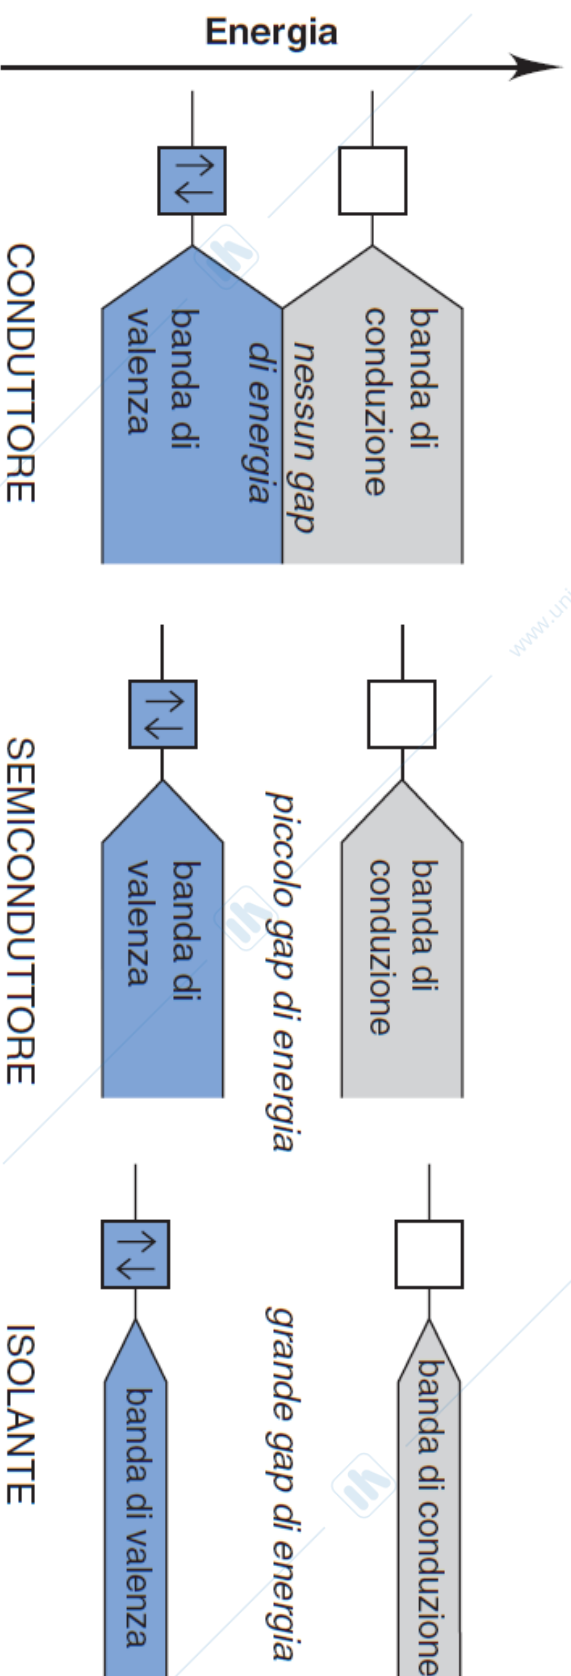 Energia
CONDUTTORE
banda di
valenza
nessun gap
di energia
banda di
conduzione
SEMICONDUTTORE
banda di
valenza
piccolo gap di energia
banda di
conduzione
ISOLANTE
banda di valenza
grande gap di energia
banda di conduzione